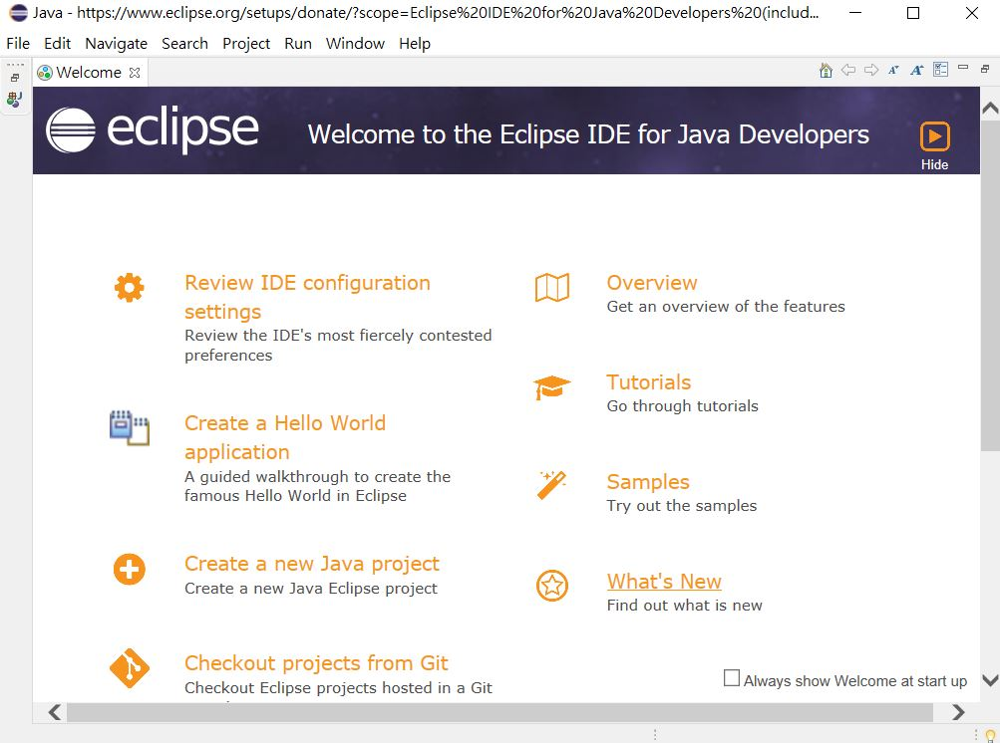 Java - https://www.eclipse.org/setups/donate/?scope=Eclipse%20IDE%20for%20Java%20Developers%20(includ...
File Edit Navigate Search Project Run Window Help
Welcome
eclipse
Welcome to the Eclipse IDE for Java Developers
Hide
Review IDE configuration
settings
Review the IDE's most fiercely contested
preferences
Create a Hello World
application
A guided walkthrough to create the
famous Hello World in Eclipse
Create a new Java project
Create a new Java Eclipse project
Checkout projects from Git
Checkout Eclipse projects hosted in a Git
Overview
Get an overview of the features
Tutorials
Go through tutorials
Samples
Try out the samples
What's New
Find out what is new
Always show Welcome at start up